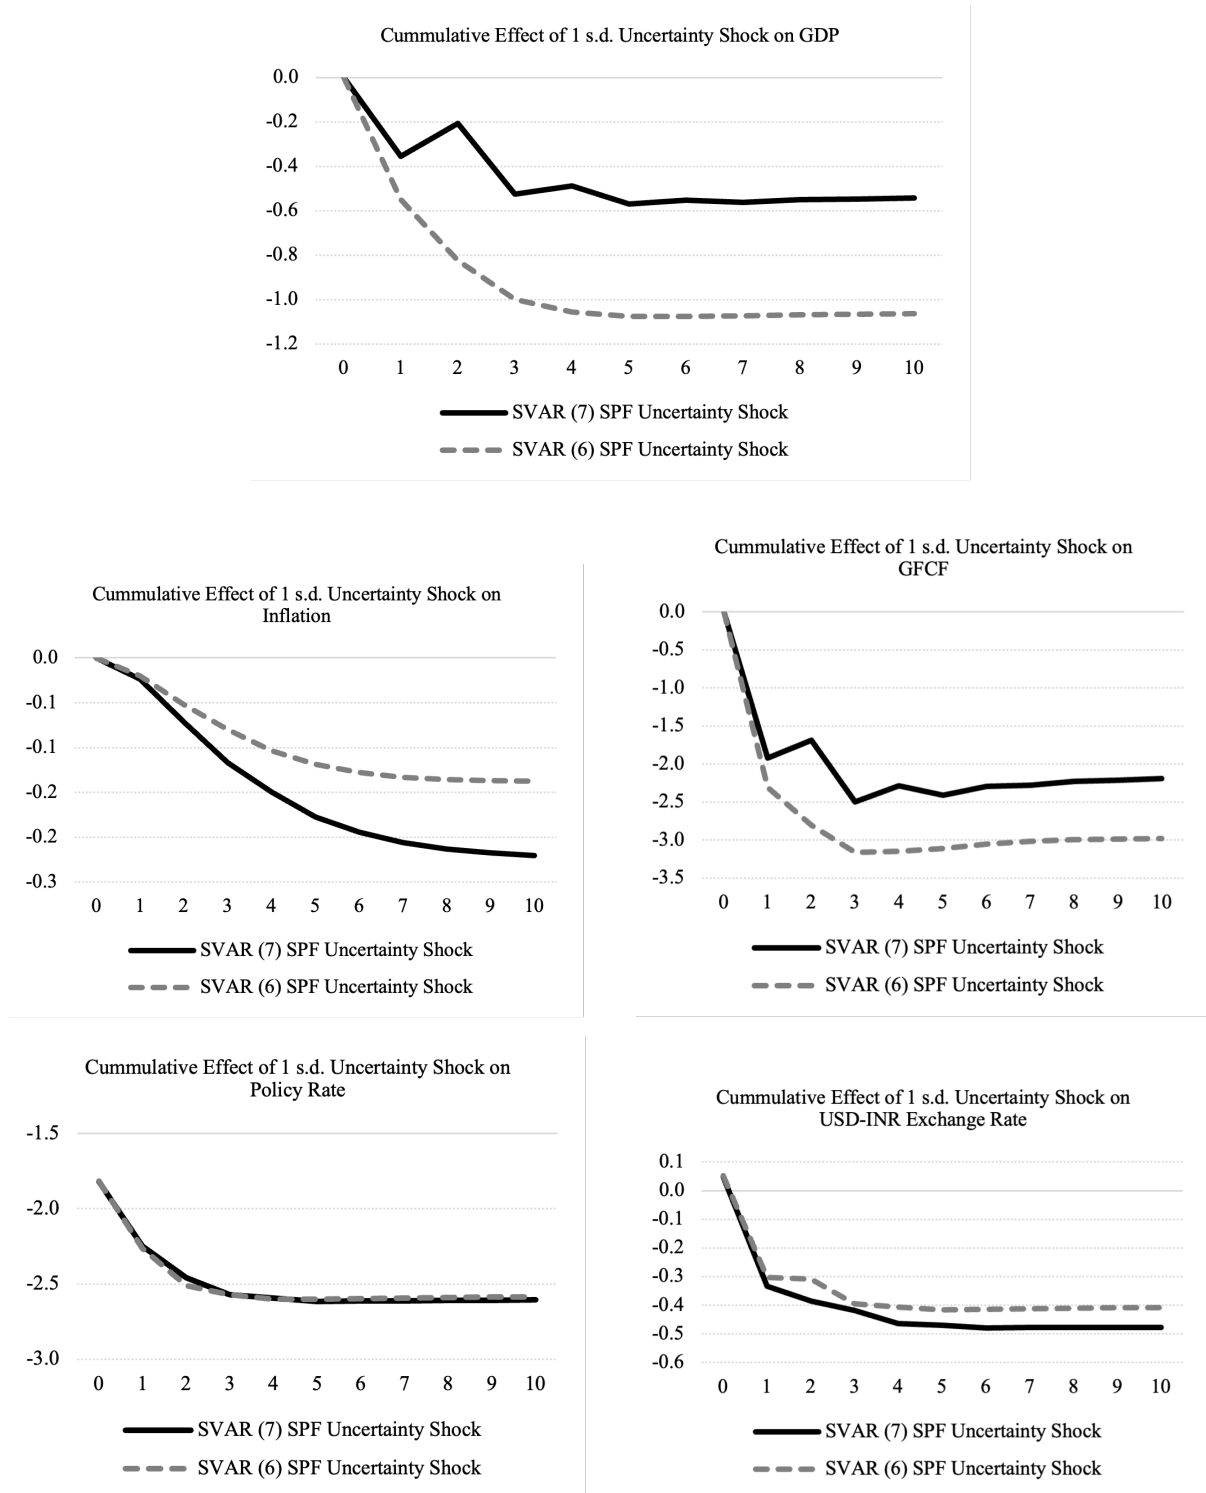 Cummulative Effect of 1 s.d. Uncertainty Shock on GDP
0.0
-0.2
-0.4
-0.6
-0.8
-1.0
-1.2
0 1 2 3 4 5 6 7 8 9 10
SVAR (7) SPF Uncertainty Shock
SVAR (6) SPF Uncertainty Shock
Cummulative Effect of 1 s.d. Uncertainty Shock on
Inflation
0.0
-0.1
-0.1
-0.2
-0.2
-0.3
0 1 2 3 4 5 6 7 8 9 10
SVAR (7) SPF Uncertainty Shock
SVAR (6) SPF Uncertainty Shock
Cummulative Effect of 1 s.d. Uncertainty Shock on
GFCF
0.0
-0.5
-1.0
-1.5
-2.0
-2.5
-3.0
-3.5
0 1 2 3 4 5 6 7 8 9 10
SVAR (7) SPF Uncertainty Shock
SVAR (6) SPF Uncertainty Shock
Cummulative Effect of 1 s.d. Uncertainty Shock on
Policy Rate
-1.5
-2.0
-2.5
-3.0
0 1 2 3 4 5 6 7 8 9 10
SVAR (7) SPF Uncertainty Shock
SVAR (6) SPF Uncertainty Shock
Cummulative Effect of 1 s.d. Uncertainty Shock on
USD-INR Exchange Rate
0.1
0.0
-0.1
-0.2
-0.3
-0.4
-0.5
-0.6
0 1 2 3 4 5 6 7 8 9 10
SVAR (7) SPF Uncertainty Shock
SVAR (6) SPF Uncertainty Shock